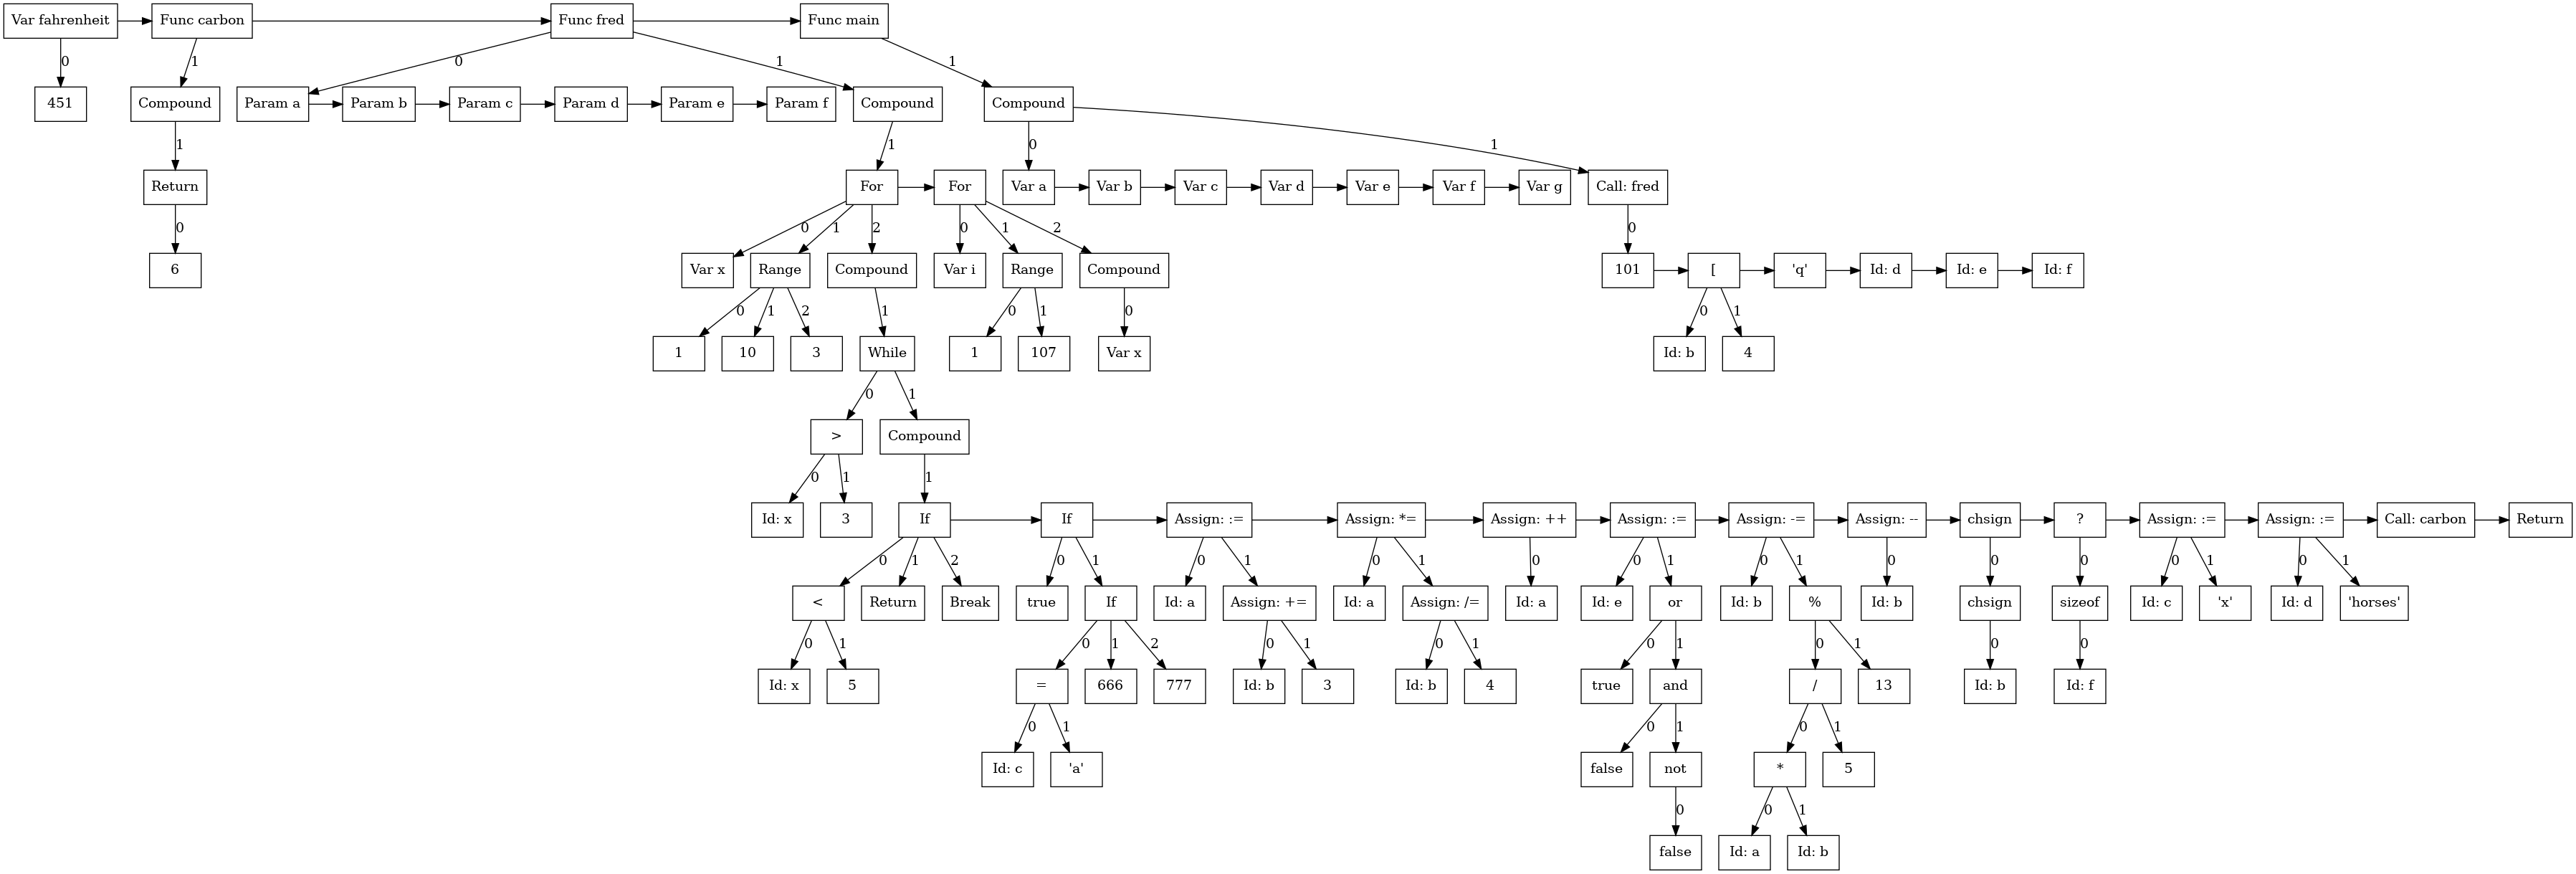 Var fahrenheit Func carbon Func fred Func main
0 1 0 1 1
451 Compound Param a Param b Param c Param d Param e Param f Compound Compound
1 1 0 1
Return For For Var a Var b Var c Var d Var e Var f Var g Call: fred
0 0 1 2 0 1 2 0
6 Var x Range Compound Var i Range Compound 101 [ 'q' Id: d Id: e Id: f
0 1 2 1 0 1 0 0 1
1 10 3 While 1 107 Var x Id: b 4
0 1
> Compound
0 1 1
Id: x 3 If If Assign: := Assign: *= Assign: ++ Assign: := Assign: -= Assign: -- chsign ? Assign: := Assign: := Call: carbon Return
0 1 2 0 1 0 1 0 1 0 0 1 0 1 0 0 0 0 1 0 1
< Return Break true If Id: a Assign: += Id: a Assign: /= Id: a Id: e or Id: b % Id: b chsign sizeof Id: c 'x' Id: d 'horses'
0 1 0 1 2 0 1 0 1 0 1 0 1 0 0
Id: x 5 = 666 777 Id: b 3 Id: b 4 true and / 13 Id: b Id: f
0 1 0 1 0 1
Id: c 'a' false not * 5
0 0 1
false Id: a Id: b